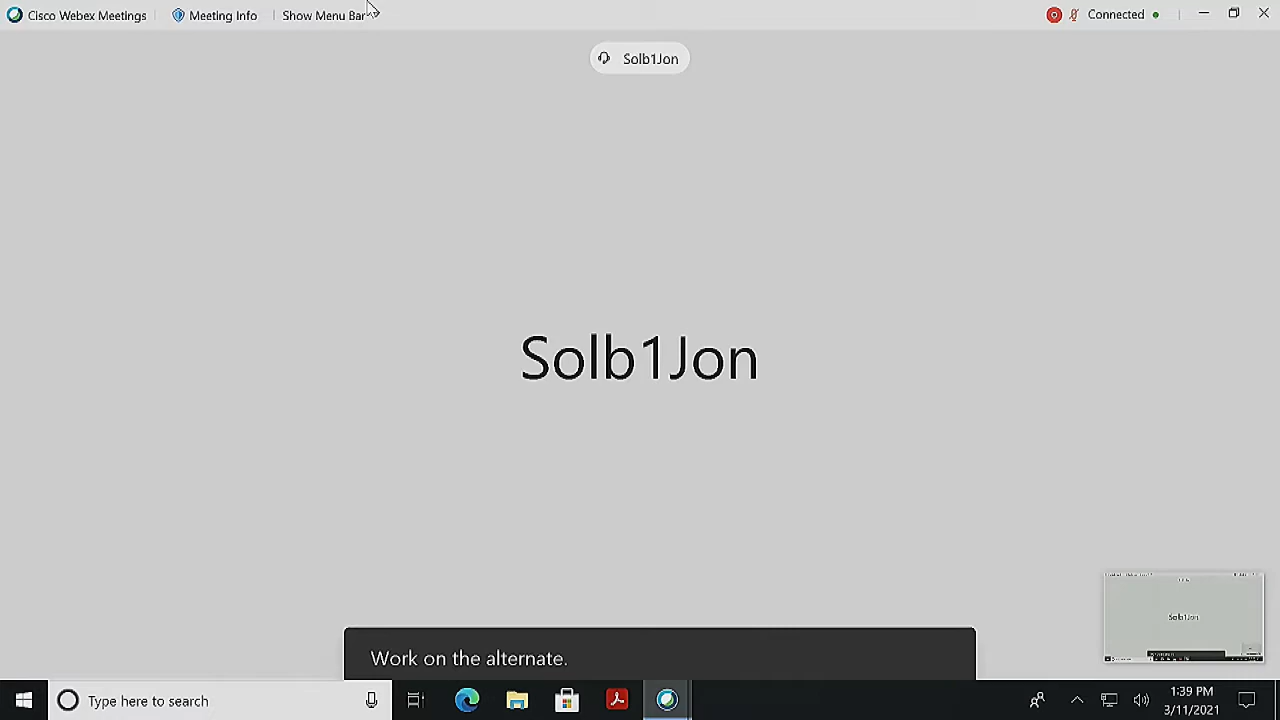 Cisco Webex Meetings
Meeting Info
Show Menu Bar
Connected
Solb1Jon
Solb1Jon
Solb1Jon
Work on the alternate.
Type here to search
1:39 PM
3/11/2021